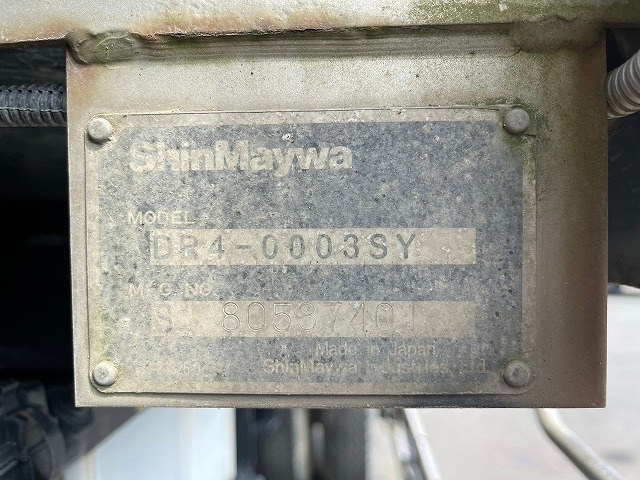 ShinMaywa
MODEL
DR4-0003SY
MFG NO.
80537401
Made in Japan
ShinMaywa Industries, Ltd.